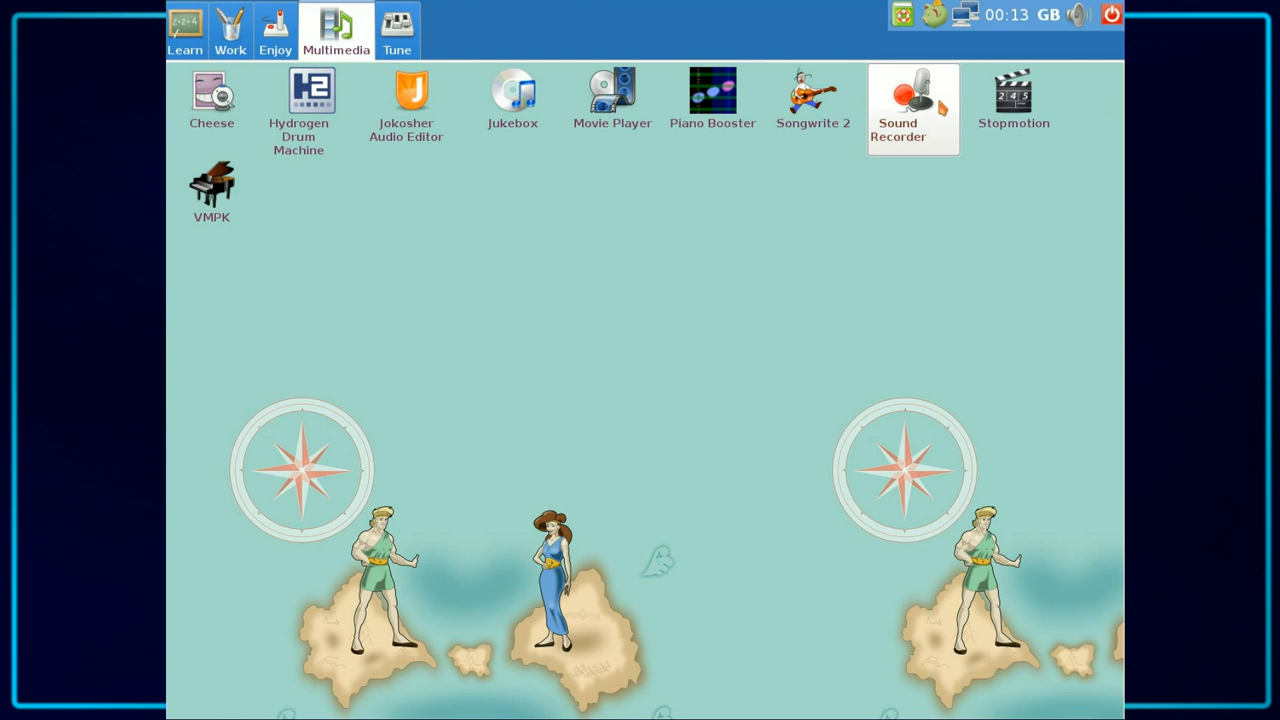 Learn Work Enjoy Multimedia Tune
00:13 GB
Cheese
Hydrogen
Drum
Machine
Jokosher
Audio Editor
Jukebox
Movie Player
Piano Booster
Songwrite 2
Sound
Recorder
Stopmotion
VMPK